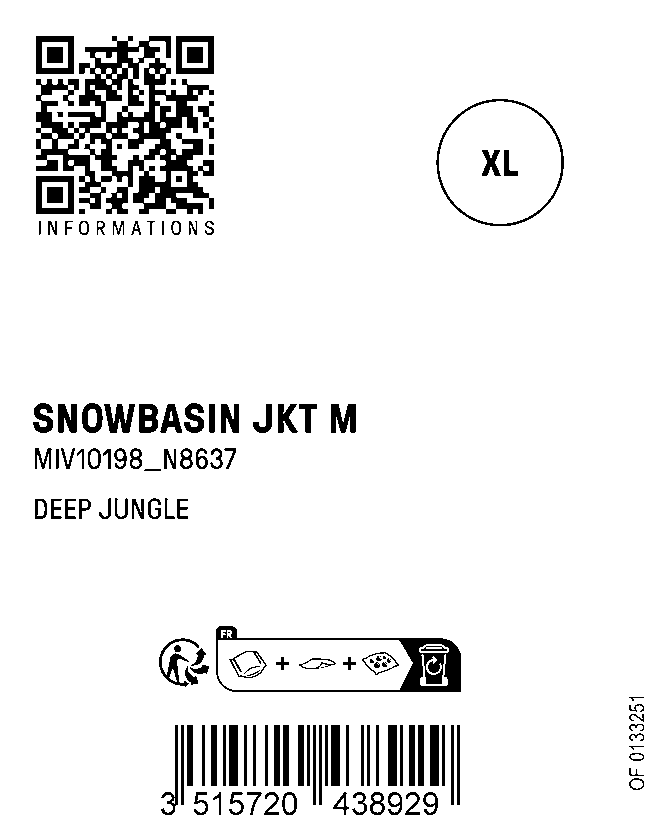 XL
INFORMATIONS
SNOWBASIN JKT M
MIV10198_N8637
DEEP JUNGLE
FR
+ +
3 515720 438929
OF 0133251